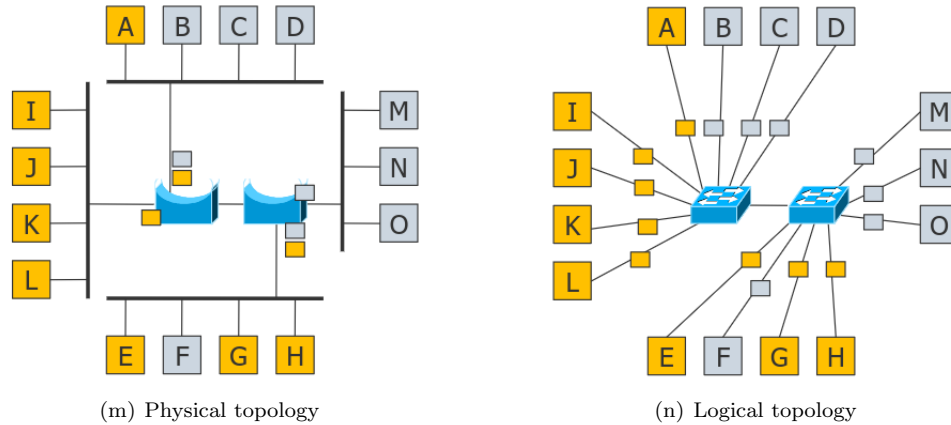 A B C D
I
J
K
L
M
N
O
E F G H
(m) Physical topology
A B C D
I
J
K
L
M
N
O
E F G H
(n) Logical topology